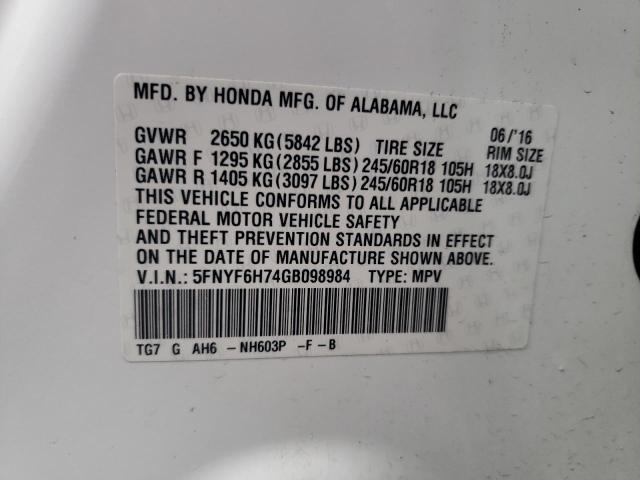 MFD. BY HONDA MFG. OF ALABAMA, LLC
06/'16
GVWR 2650 KG(5842 LBS) TIRE SIZE RIM SIZE
GAWR F 1295 KG(2855 LBS)245/60R18 105H 18X8.0J
GAWR R 1405 KG(3097 LBS)245/60R18 105H 18X8.0J
THIS VEHICLE CONFORMS TO ALL APPLICABLE
FEDERAL MOTOR VEHICLE SAFETY
AND THEFT PREVENTION STANDARDS IN EFFECT
ON THE DATE OF MANUFACTURE SHOWN ABOVE.
V.I.N.: 5FNYF6H74GB098984 TYPE: MPV
TG7 G AH6 -NH603P -F-B